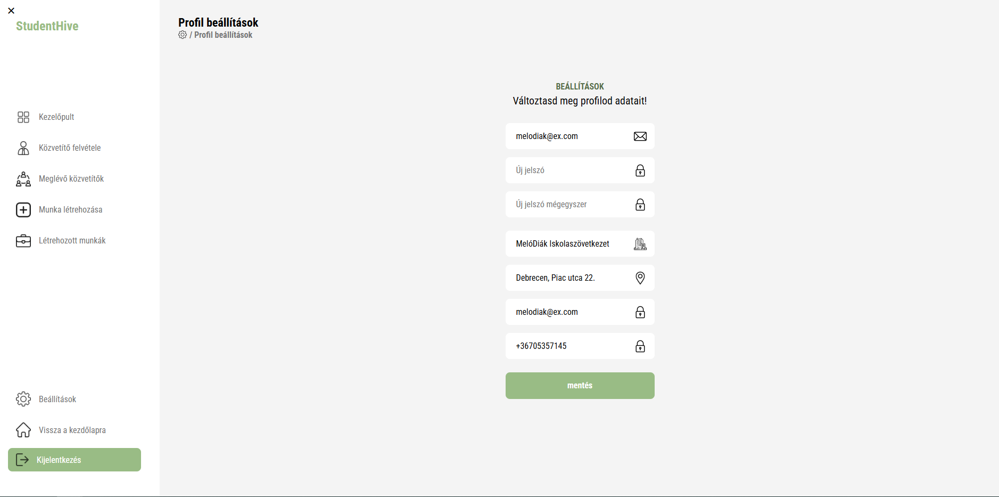 StudentHive
Kezelőpult
Közvetítő felvétele
Meglévő közvetítők
Munka létrehozása
Létrehozott munkák
Beállítások
Vissza a kezdőlapra
Kijelentkezés
Profil beállítások
/ Profil beállítások
BEÁLLÍTÁSOK
Változtasd meg profilod adatait!
melodiak@ex.com
Új jelszó
Új jelszó mégegyszer
MelóDiák Iskolaszövetkezet
Debrecen, Piac utca 22.
melodiak@ex.com
+36705357145
mentés